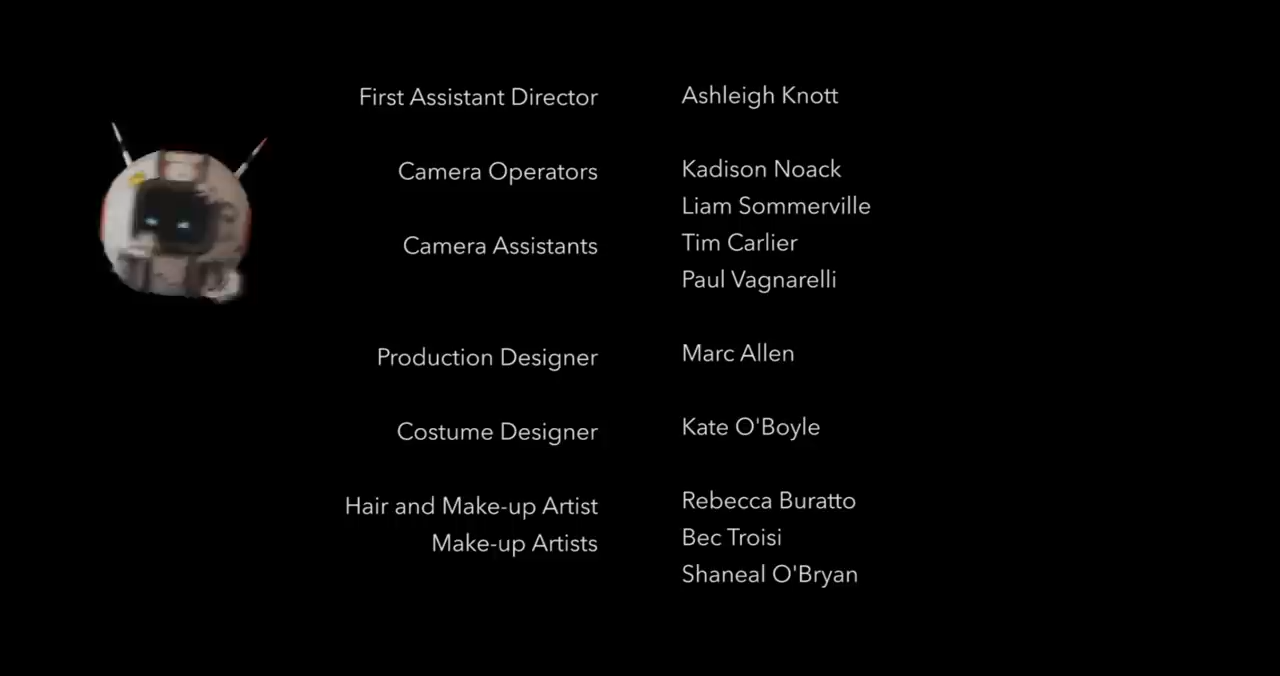 First Assistant Director Ashleigh Knott
Camera Operators Kadison Noack
Liam Sommerville
Camera Assistants Tim Carlier
Paul Vagnarelli
Production Designer Marc Allen
Costume Designer Kate O'Boyle
Hair and Make-up Artist Rebecca Buratto
Make-up Artists Bec Troisi
Shaneal O'Bryan